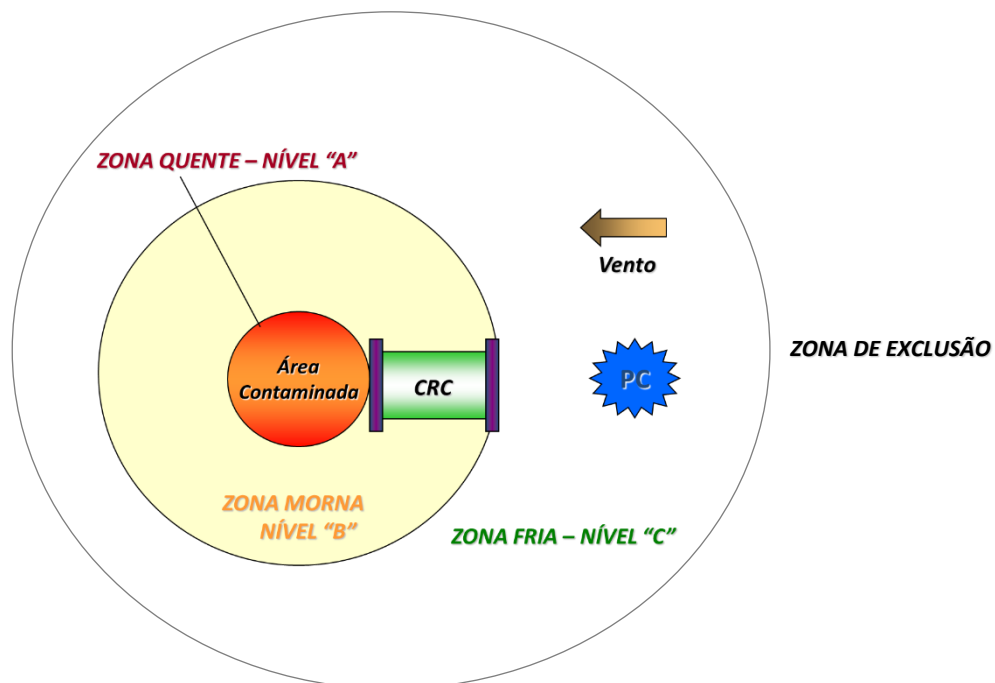 ZONA QUENTE – NÍVEL “A”
Vento
ZONA DE EXCLUSÃO
PC
Área
Contaminada
CRC
ZONA MORNA
NÍVEL “B”
ZONA FRIA – NÍVEL “C”